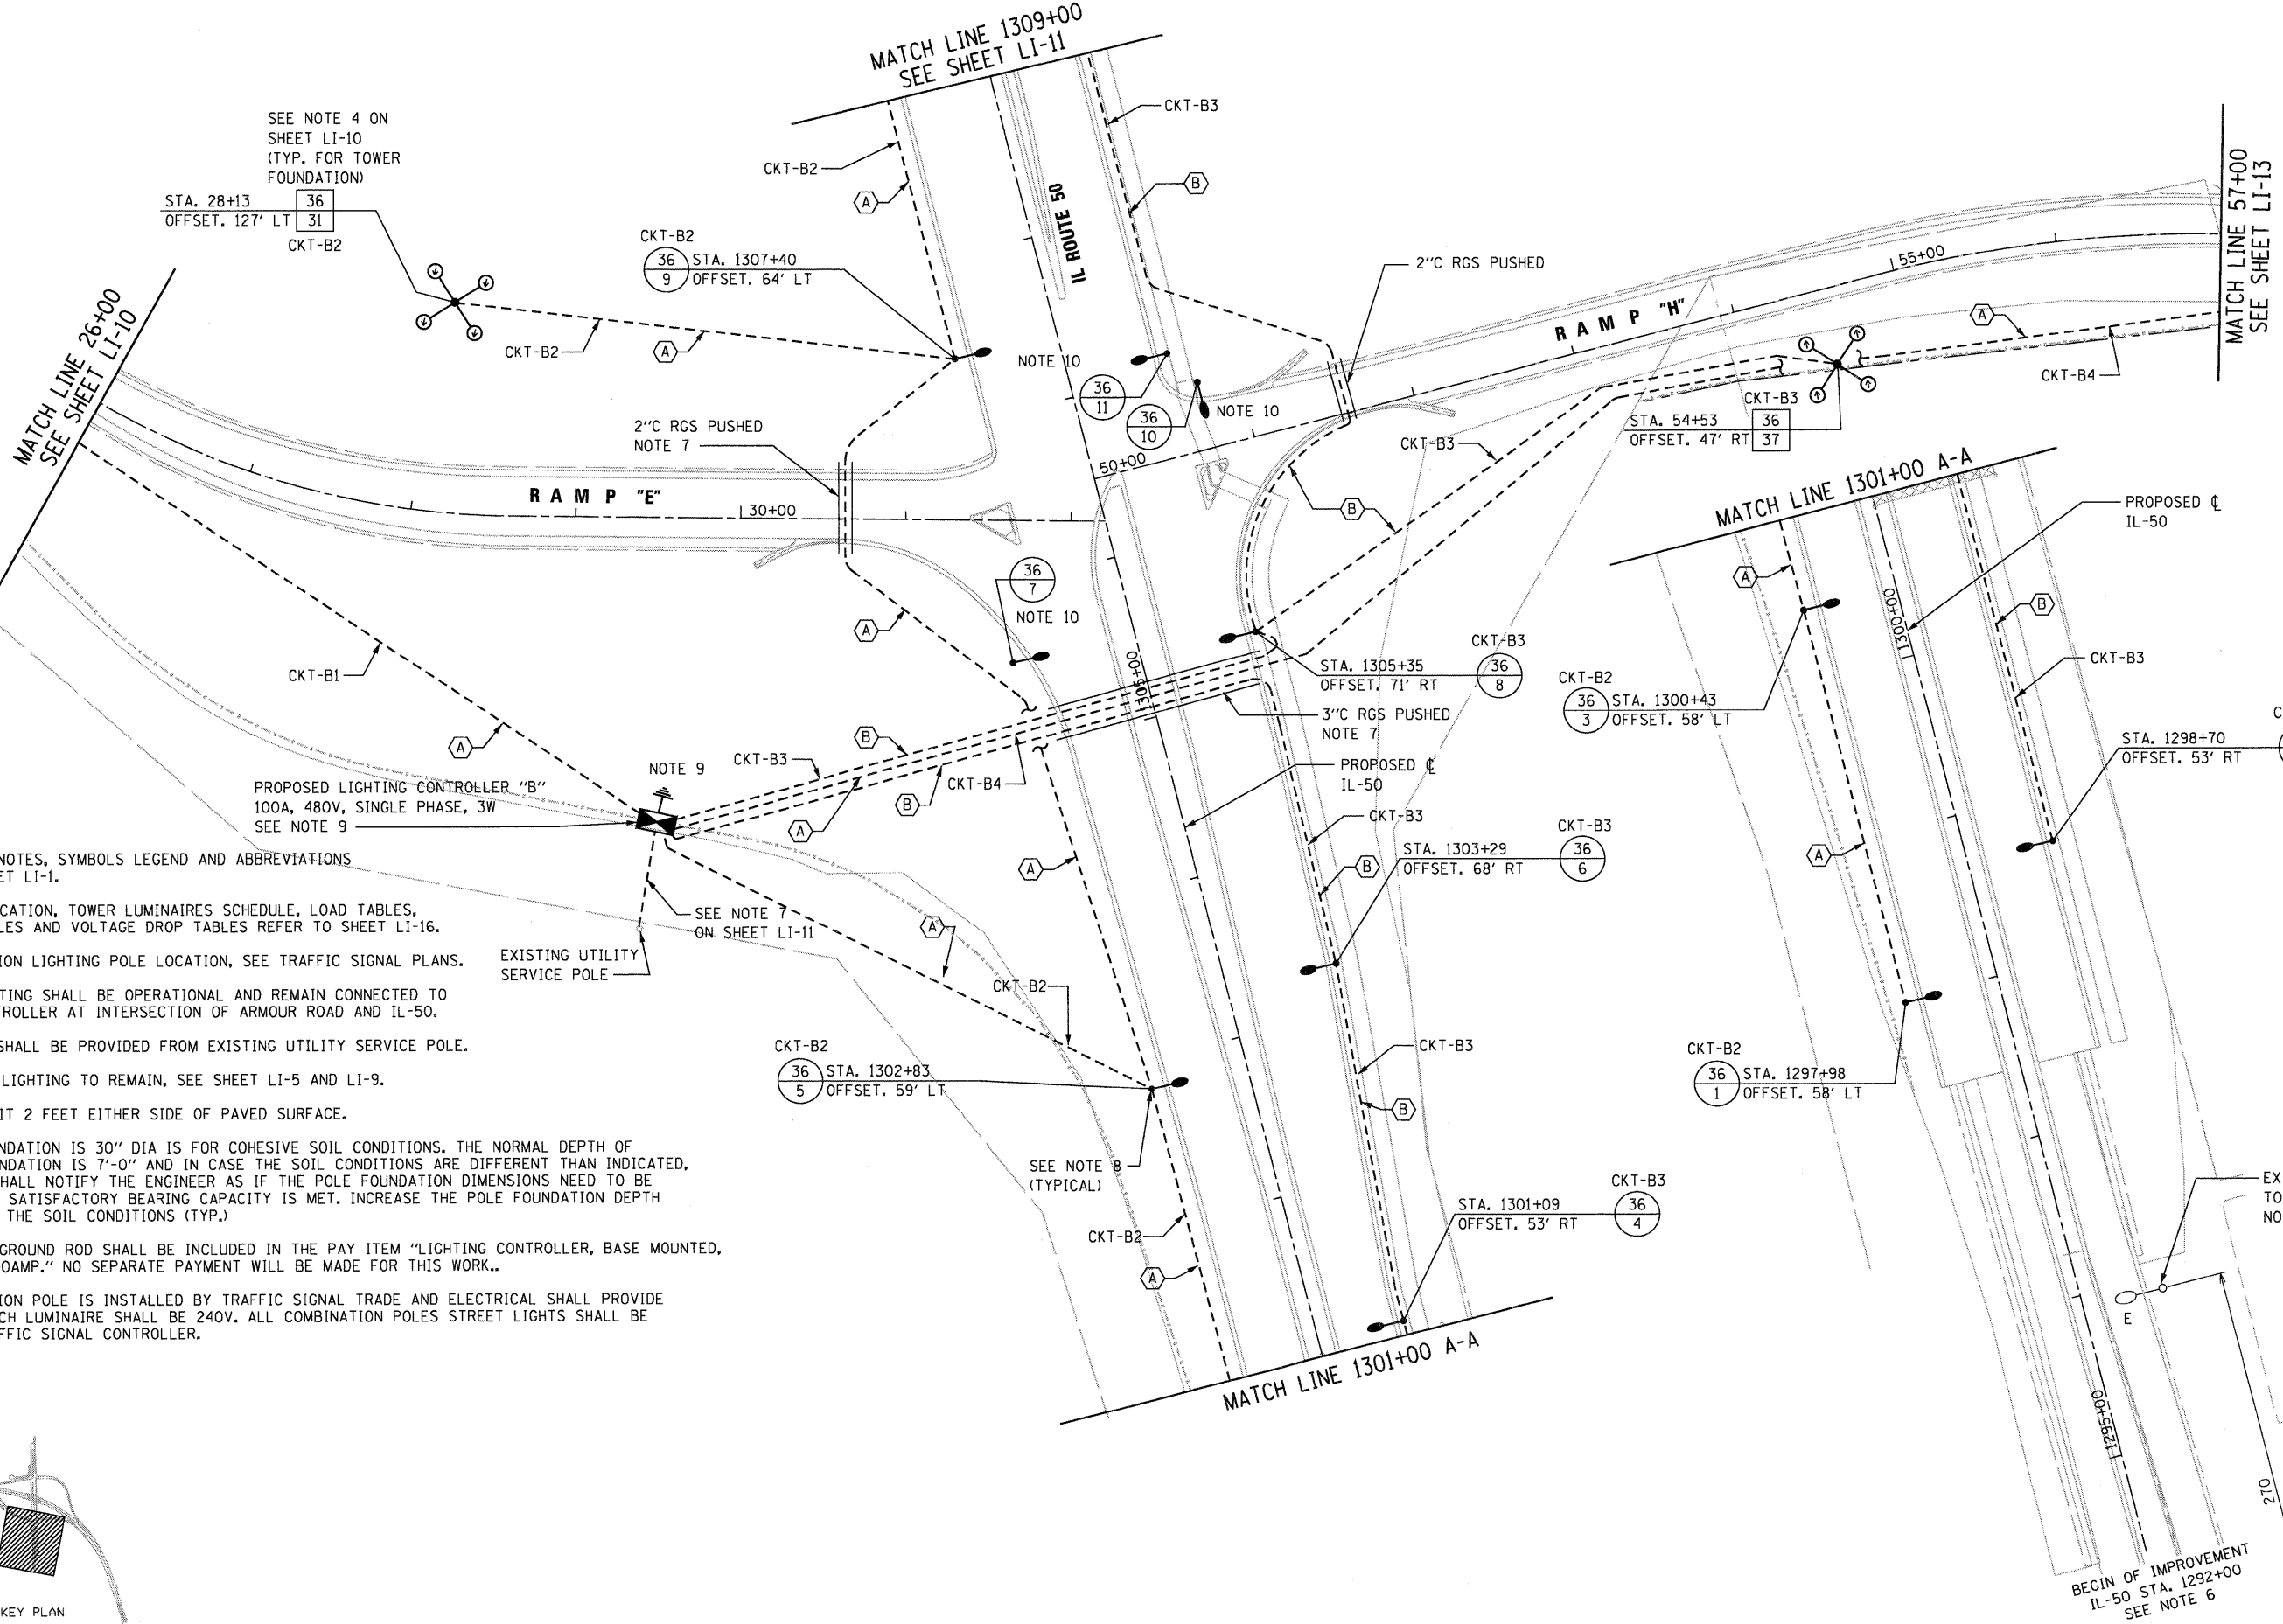 MATCH LINE 1309+00
SEE SHEET LI-11
SEE NOTE 4 ON
SHEET LI-10
(TYP. FOR TOWER
FOUNDATION)
STA. 28+13
OFFSET. 127' LT
36
31
CKT-B2
CKT-B2
36
9
STA. 1307+40
OFFSET. 64' LT
CKT-B2
A
CKT-B3
B
IL ROUTE 50
2"C RGS PUSHED
MATCH LINE 57+00
SEE SHEET LI-13
55+00
RAMP "H"
A
CKT-B4
MATCH LINE 26+00
SEE SHEET LI-10
CKT-B2
A
NOTE 10
36
11
36
10
NOTE 10
2"C RGS PUSHED
NOTE 7
CKT-B3
STA. 54+53
OFFSET. 47' RT
CKT-B3
36
37
50+00
RAMP "E"
30+00
B
MATCH LINE 1301+00 A-A
PROPOSED ℄
IL-50
36
7
NOTE 10
A
A
1300+00
B
CKT-B3
CKT-B1
A
1305+00
STA. 1305+35
OFFSET. 71' RT
CKT-B3
36
8
3"C RGS PUSHED
NOTE 7
CKT-B2
36
3
STA. 1300+43
OFFSET. 58' LT
STA. 1298+70
OFFSET. 53' RT
C
PROPOSED LIGHTING CONTROLLER "B"
100A, 480V, SINGLE PHASE, 3W
SEE NOTE 9
NOTE 9
CKT-B3
B
A
B
CKT-B4
PROPOSED ℄
IL-50
CKT-B3
A
B
STA. 1303+29
OFFSET. 68' RT
CKT-B3
36
6
A
NOTES, SYMBOLS LEGEND AND ABBREVIATIONS
ET LI-1.
CATION, TOWER LUMINAIRES SCHEDULE, LOAD TABLES,
LES AND VOLTAGE DROP TABLES REFER TO SHEET LI-16.
ION LIGHTING POLE LOCATION, SEE TRAFFIC SIGNAL PLANS.
TING SHALL BE OPERATIONAL AND REMAIN CONNECTED TO
TROLLER AT INTERSECTION OF ARMOUR ROAD AND IL-50.
SHALL BE PROVIDED FROM EXISTING UTILITY SERVICE POLE.
LIGHTING TO REMAIN, SEE SHEET LI-5 AND LI-9.
IT 2 FEET EITHER SIDE OF PAVED SURFACE.
NDATION IS 30" DIA IS FOR COHESIVE SOIL CONDITIONS. THE NORMAL DEPTH OF
NDATION IS 7'-0" AND IN CASE THE SOIL CONDITIONS ARE DIFFERENT THAN INDICATED,
HALL NOTIFY THE ENGINEER AS IF THE POLE FOUNDATION DIMENSIONS NEED TO BE
SATISFACTORY BEARING CAPACITY IS MET. INCREASE THE POLE FOUNDATION DEPTH
THE SOIL CONDITIONS (TYP.)
GROUND ROD SHALL BE INCLUDED IN THE PAY ITEM "LIGHTING CONTROLLER, BASE MOUNTED,
0AMP." NO SEPARATE PAYMENT WILL BE MADE FOR THIS WORK..
ION POLE IS INSTALLED BY TRAFFIC SIGNAL TRADE AND ELECTRICAL SHALL PROVIDE
CH LUMINAIRE SHALL BE 240V. ALL COMBINATION POLES STREET LIGHTS SHALL BE
FFIC SIGNAL CONTROLLER.
SEE NOTE 7
ON SHEET LI-11
EXISTING UTILITY
SERVICE POLE
A
CKT-B2
CKT-B2
36
5
STA. 1302+83
OFFSET. 59' LT
CKT-B3
B
CKT-B2
36
1
STA. 1297+98
OFFSET. 58' LT
SEE NOTE 8
(TYPICAL)
CKT-B2
A
STA. 1301+09
OFFSET. 53' RT
CKT-B3
36
4
MATCH LINE 1301+00 A-A
EX
TO
NO
E
1295+00
270
BEGIN OF IMPROVEMENT
IL-50 STA. 1292+00
SEE NOTE 6
KEY PLAN